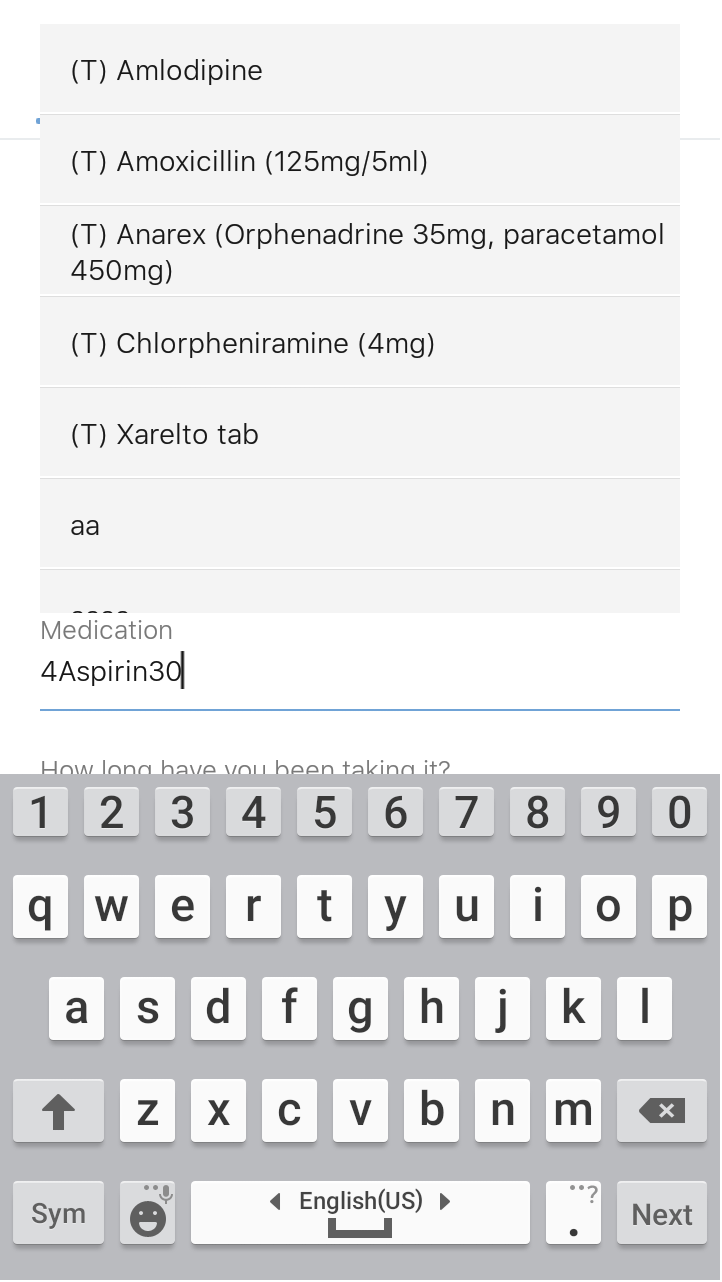 (T) Amlodipine
(T) Amoxicillin (125mg/5ml)
(T) Anarex (Orphenadrine 35mg, paracetamol
450mg)
(T) Chlorpheniramine (4mg)
(T) Xarelto tab
aa
Medication
4Aspirin30
How long have you been taking it?
1 2 3 4 5 6 7 8 9 0
q w e r t y u i o p
a s d f g h j k l
z x c v b n m
Sym English(US) . ? Next